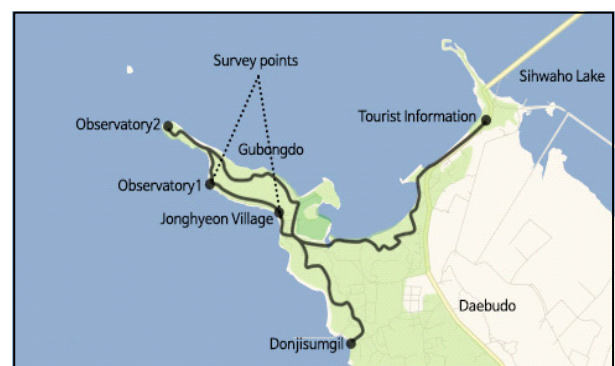 Survey points
Sihwaho Lake
Tourist Information
Observatory2
Gubongdo
Observatory1
Jonghyeon Village
Daebudo
Donjisumgil